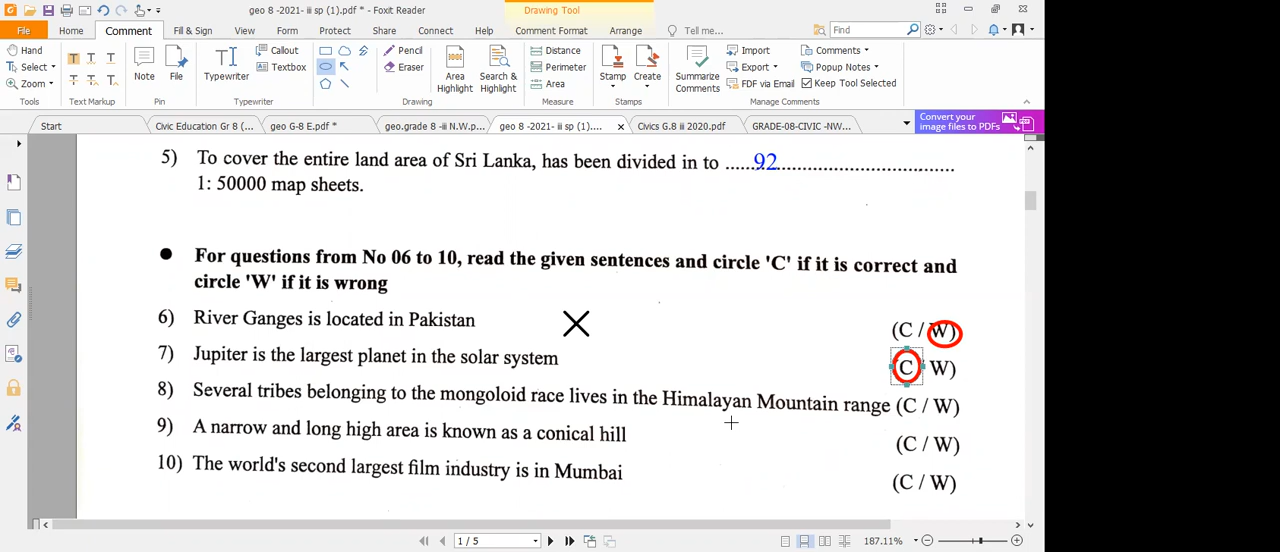 geo 8 -2021- ii sp (1).pdf * - Foxit Reader
Drawing Tool
File Home Comment Fill & Sign View Form Protect Share Connect Help Comment Format Arrange Tell me... Find
Hand
Select
Zoom
Tools
Text Markup
Note
File
Pin
Typewriter
Callout
Textbox
Typewriter
Pencil
Eraser
Area Highlight
Search & Highlight
Drawing
Distance
Perimeter
Area
Measure
Stamp
Create
Stamps
Summarize Comments
Import
Export
FDF via Email
Comments
Popup Notes
Keep Tool Selected
Manage Comments
Start Civic Education Gr 8 (... geo G-8 E.pdf * geo.grade 8 -ii N.W.p... geo 8 -2021- ii sp (1).... Civics G.8 ii 2020.pdf GRADE-08-CIVIC -NW...
Convert your image files to PDFs
5) To cover the entire land area of Sri Lanka, has been divided in to ......92..........................................
1: 50000 map sheets.
● For questions from No 06 to 10, read the given sentences and circle 'C' if it is correct and
circle 'W' if it is wrong
6) River Ganges is located in Pakistan (C / W)
7) Jupiter is the largest planet in the solar system (C / W)
8) Several tribes belonging to the mongoloid race lives in the Himalayan Mountain range (C / W)
9) A narrow and long high area is known as a conical hill (C / W)
10) The world's second largest film industry is in Mumbai (C / W)
1 / 5
187.11%